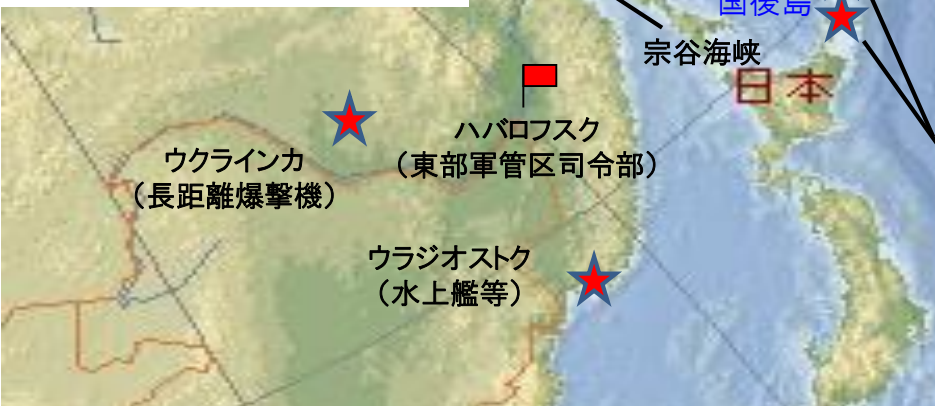 国後島
宗谷海峡
日本
ハバロフスク
（東部軍管区司令部）
ウクラインカ
（長距離爆撃機）
ウラジオストク
（水上艦等）